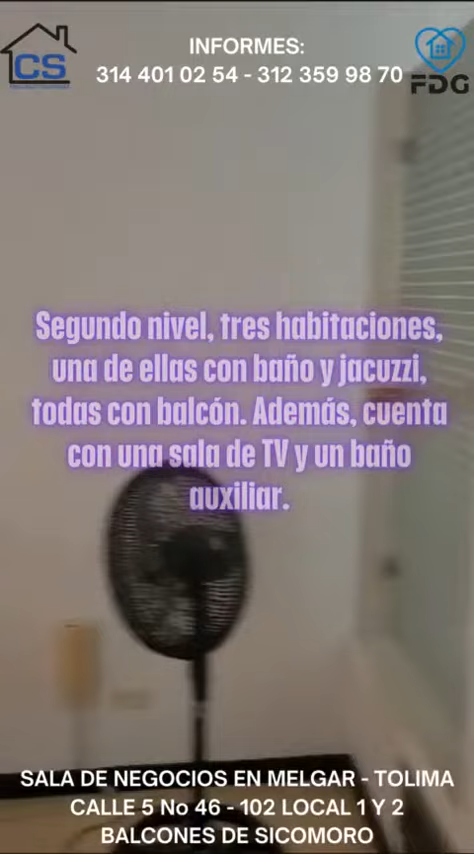 INFORMES:
314 401 02 54 - 312 359 98 70
CS
FDG
Segundo nivel, tres habitaciones,
una de ellas con baño y jacuzzi,
todas con balcón. Además, cuenta
con una sala de TV y un baño
auxiliar.
SALA DE NEGOCIOS EN MELGAR - TOLIMA
CALLE 5 No 46 - 102 LOCAL 1 Y 2
BALCONES DE SICOMORO